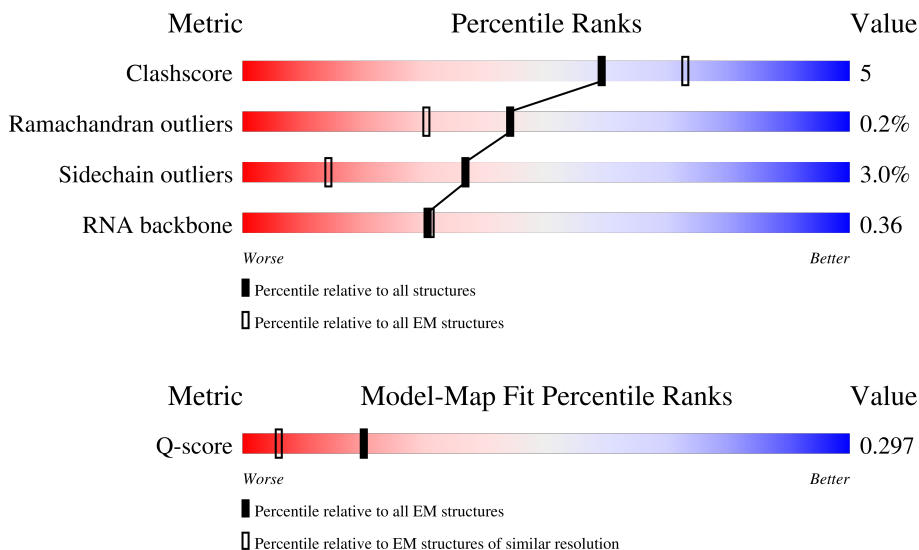 Metric Percentile Ranks Value
Clashscore 5
Ramachandran outliers 0.2%
Sidechain outliers 3.0%
RNA backbone 0.36
Worse Better
Percentile relative to all structures
Percentile relative to all EM structures
Metric Model-Map Fit Percentile Ranks Value
Q-score 0.297
Worse Better
Percentile relative to all EM structures
Percentile relative to EM structures of similar resolution